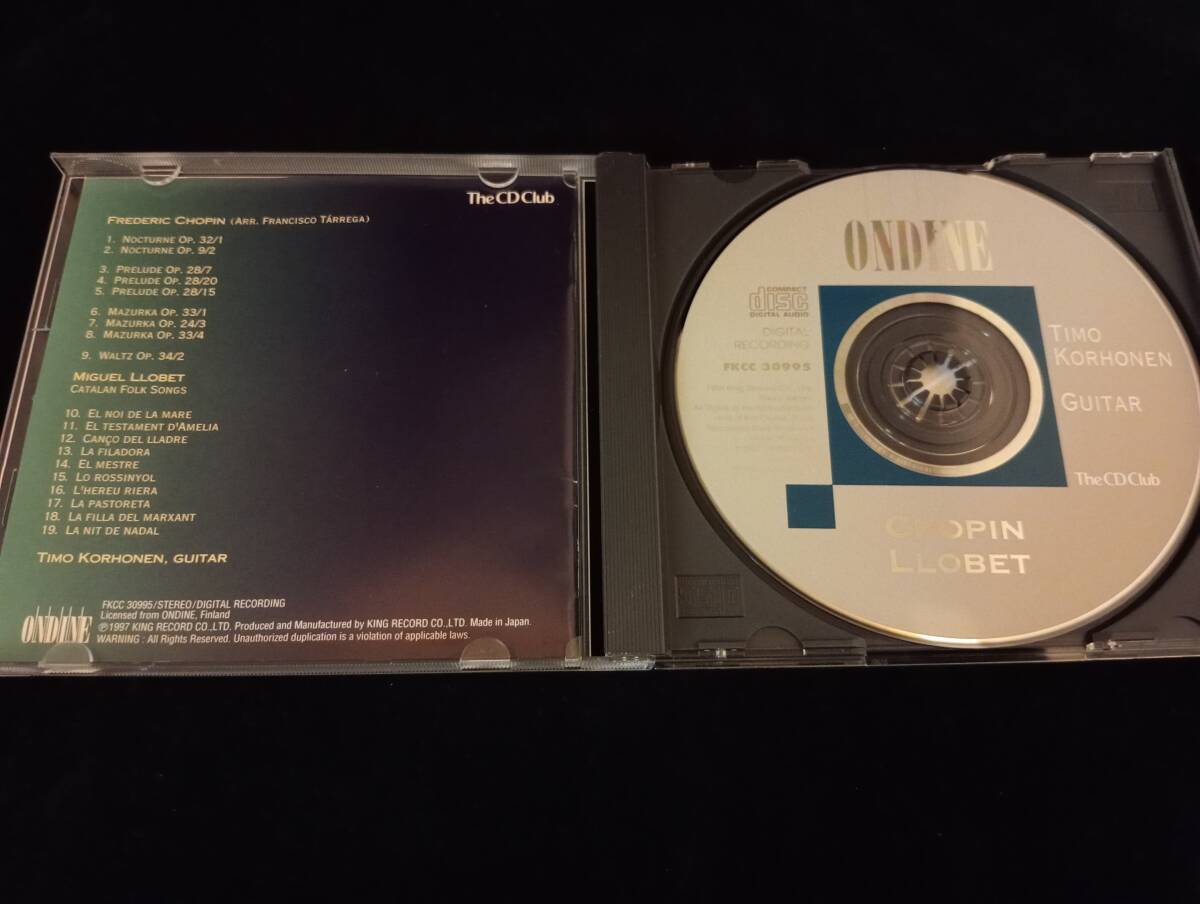 The CD Club
FREDERIC CHOPIN (ARR. FRANCISCO TÁRREGA)
1. NOCTURNE OP. 32/1
2. NOCTURNE OP. 9/2
3. PRELUDE OP. 28/7
4. PRELUDE OP. 28/20
5. PRELUDE OP. 28/15
6. MAZURKA OP. 33/1
7. MAZURKA OP. 24/3
8. MAZURKA OP. 33/4
9. WALTZ OP. 34/2
MIGUEL LLOBET
CATALAN FOLK SONGS
10. EL NOI DE LA MARE
11. EL TESTAMENT D'AMELIA
12. CANÇO DEL LLADRE
13. LA FILADORA
14. EL MESTRE
15. LO ROSSINYOL
16. L'HEREU RIERA
17. LA PASTORETA
18. LA FILLA DEL MARXANT
19. LA NIT DE NADAL
TIMO KORHONEN, GUITAR
ONDINE
FKCC 30995/STEREO/DIGITAL RECORDING
Licensed from ONDINE, Finland
℗1997 KING RECORD CO.,LTD. Produced and Manufactured by KING RECORD CO.,LTD. Made in Japan.
WARNING : All Rights Reserved. Unauthorized duplication is a violation of applicable laws.
ONDINE
COMPACT
disc
DIGITAL AUDIO
DIGITAL
RECORDING
FKCC 30995
TIMO
KORHONEN
GUITAR
The CD Club
CHOPIN
LLOBET